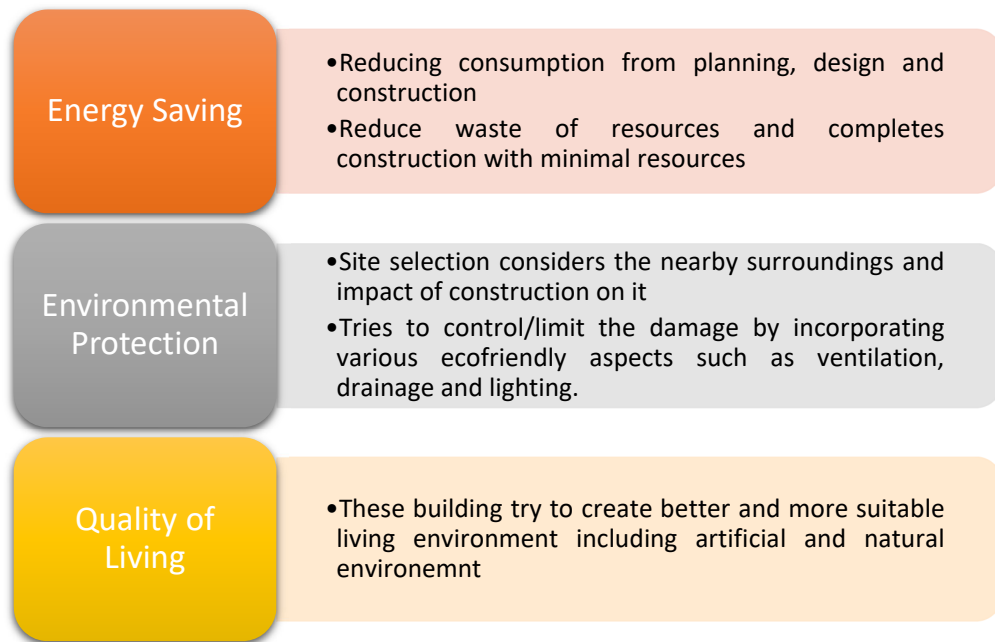 Energy Saving
•Reducing consumption from planning, design and
construction
•Reduce waste of resources and completes
construction with minimal resources
Environmental
Protection
•Site selection considers the nearby surroundings and
impact of construction on it
•Tries to control/limit the damage by incorporating
various ecofriendly aspects such as ventilation,
drainage and lighting.
Quality of
Living
•These building try to create better and more suitable
living environment including artificial and natural
environemnt